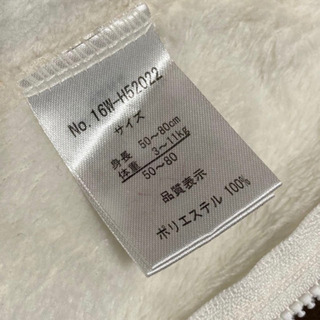 No. 16W-H52022
サイズ
身長 50~80cm
体重 3~11kg
50~80
品質表示
ポリエステル 100%